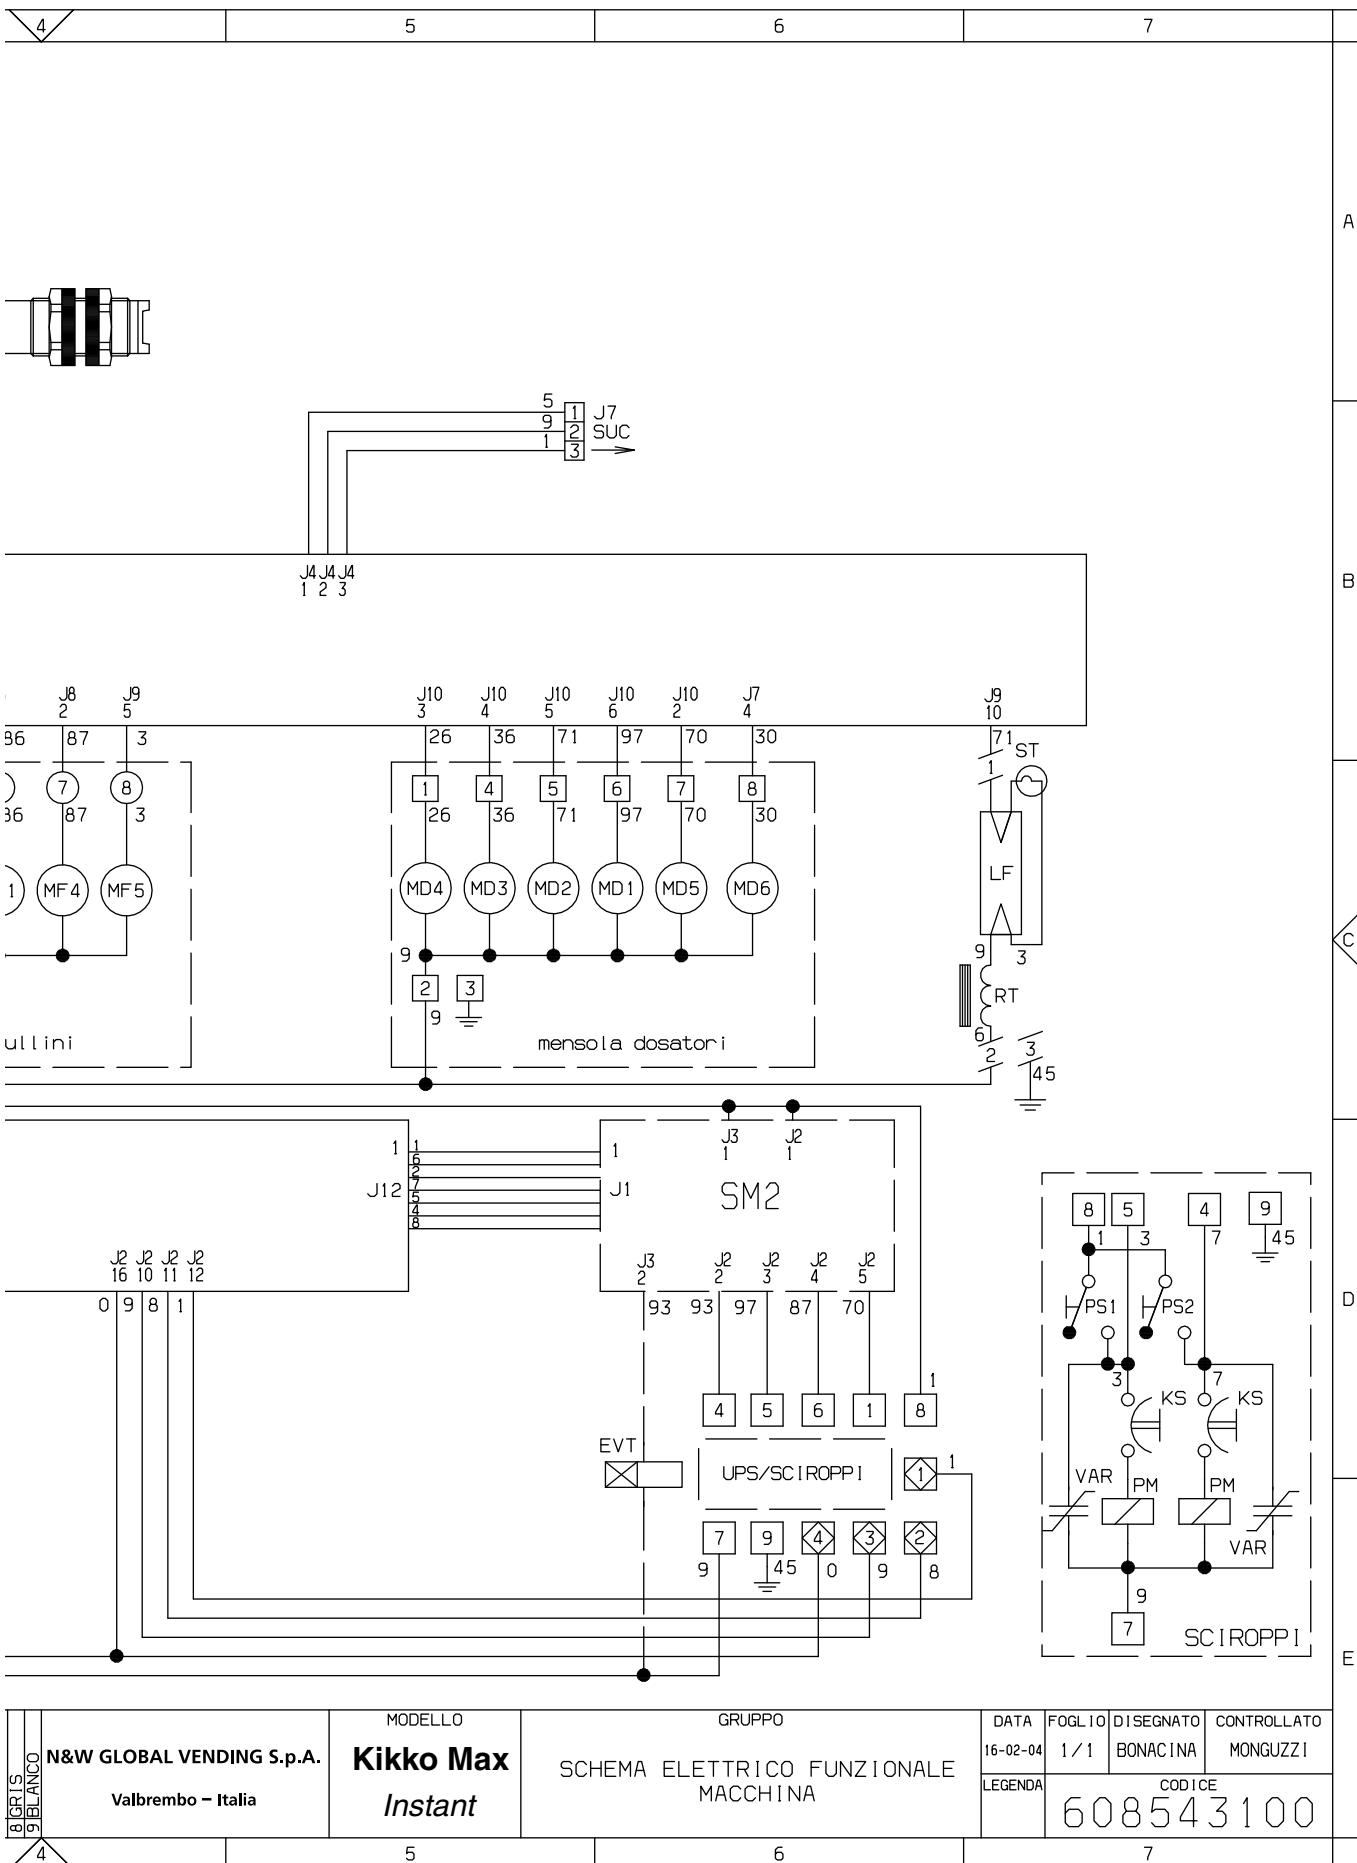 4 5 6 7
A
5 1 J7
9 2 SUC
1 3
J4 J4 J4
1 2 3
B
J8 J9 J10 J10 J10 J10 J10 J7 J9
2 5 3 4 5 6 2 4 10
86 87 3 26 36 71 97 70 30 71 ST
1
7 8 1 4 5 6 7 8
36 87 3 26 36 71 97 70 30
LF
1 MF4 MF5 MD4 MD3 MD2 MD1 MD5 MD6
C
9 9 3
2 3 RT
9 6
ullini mensola dosatori 2 3
45
J3 J2
1 1
1 1 1
6
2
J12 7 J1 SM2
5
4
8
8 5 4 9
1 3 7 45
J2 J2 J2 J2 J3 J2 J2 J2 J2
16 10 11 12 2 2 3 4 5
0 9 8 1 93 93 97 87 70
PS1 PS2
D
1 3 7
4 5 6 1 8 KS KS
EVT UPS/SCIROPPI 1 1
VAR PM PM
7 9 4 3 2 VAR
9 45 0 9 8
9
7 SCIROPPI
E
8 GRIS
9 BLANCO
N&W GLOBAL VENDING S.p.A.
Valbrembo – Italia
MODELLO
Kikko Max
Instant
GRUPPO
SCHEMA ELETTRICO FUNZIONALE
MACCHINA
DATA FOGLIO DISEGNATO CONTROLLATO
16-02-04 1/1 BONACINA MONGUZZI
LEGENDA CODICE
608543100
4 5 6 7